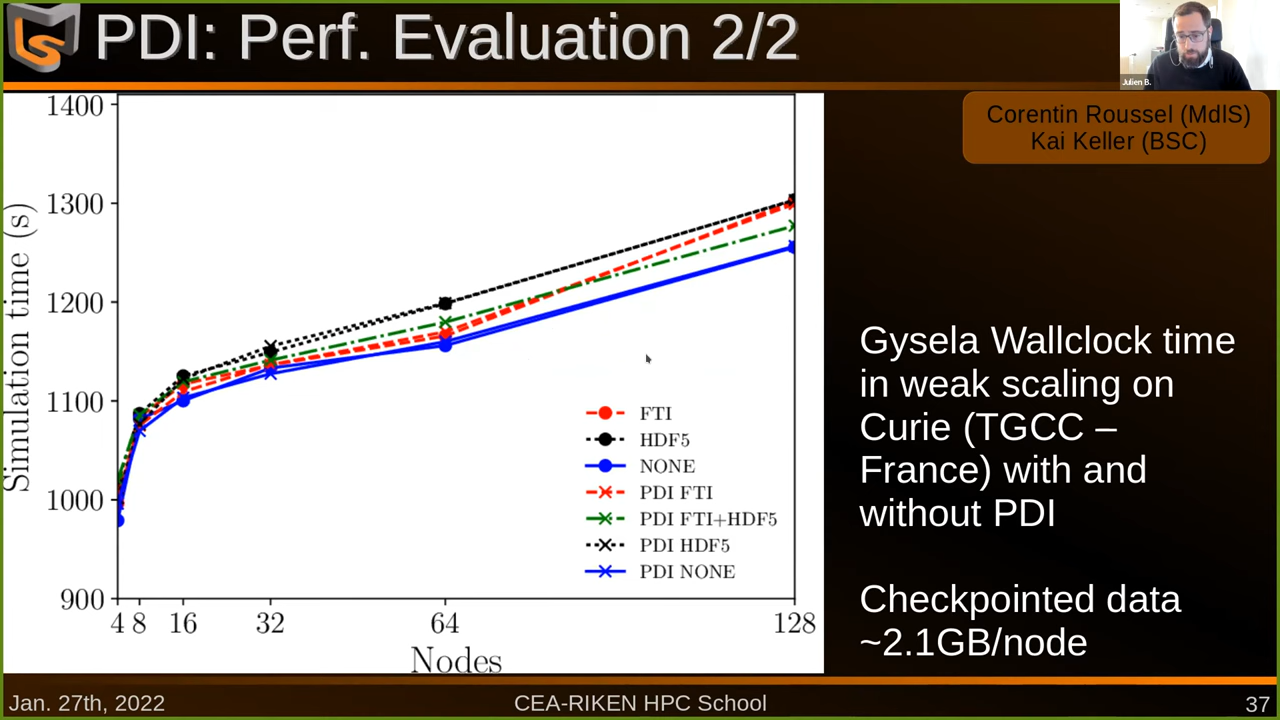 PDI: Perf. Evaluation 2/2
Julien B.
Corentin Roussel (MdlS)
Kai Keller (BSC)
1400
1300
1200
1100
1000
900
Simulation time (s)
FTI
HDF5
NONE
PDI FTI
PDI FTI+HDF5
PDI HDF5
PDI NONE
4 8 16 32 64 128
Nodes
Gysela Wallclock time
in weak scaling on
Curie (TGCC –
France) with and
without PDI
Checkpointed data
~2.1GB/node
Jan. 27th, 2022
CEA-RIKEN HPC School
37